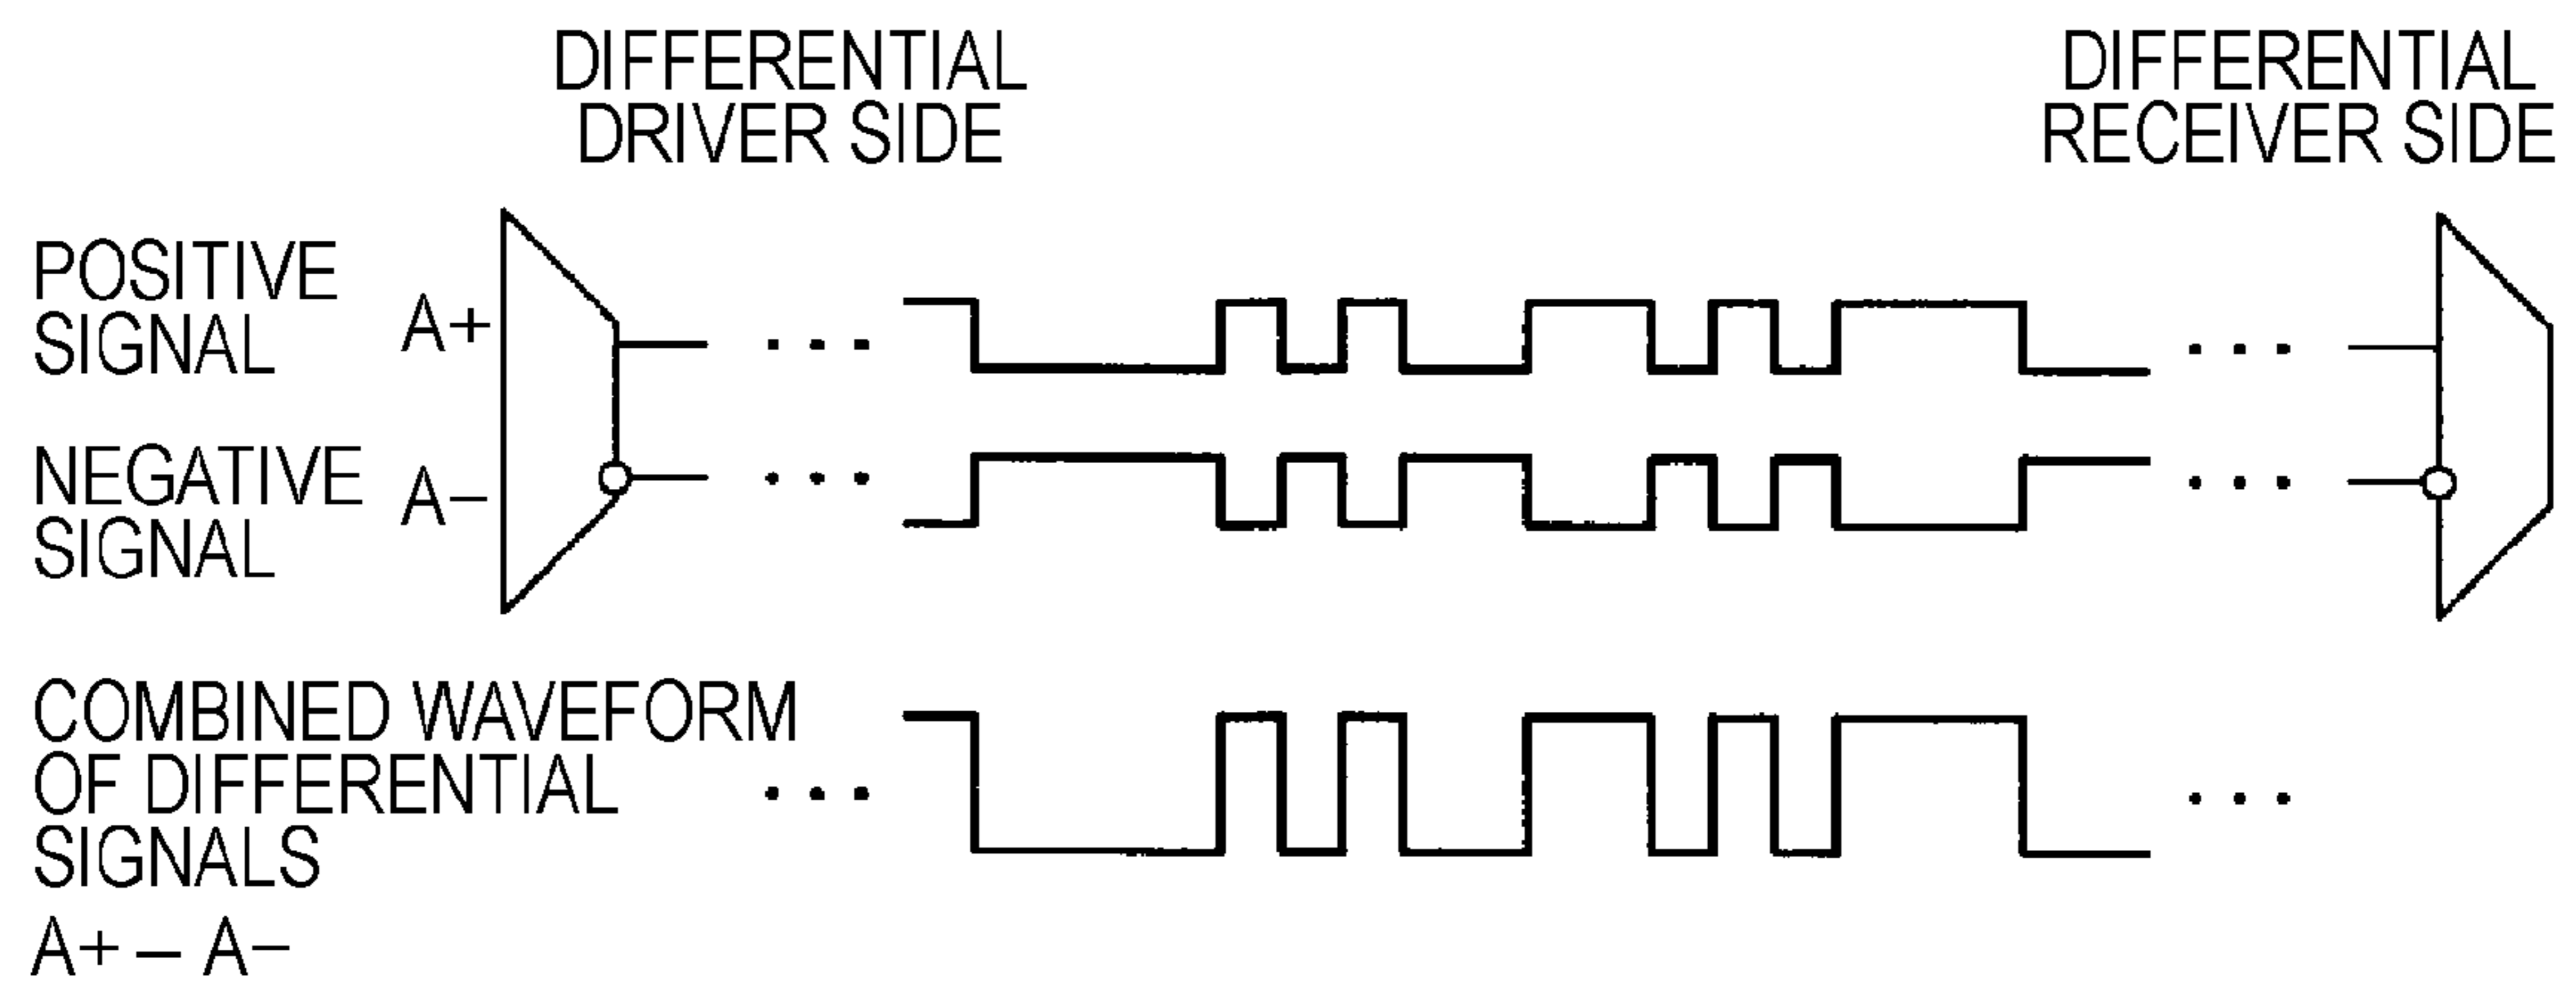 DIFFERENTIAL
DRIVER SIDE
DIFFERENTIAL
RECEIVER SIDE
POSITIVE
SIGNAL
A+
NEGATIVE
SIGNAL
A−
COMBINED WAVEFORM
OF DIFFERENTIAL
SIGNALS
A+ − A−